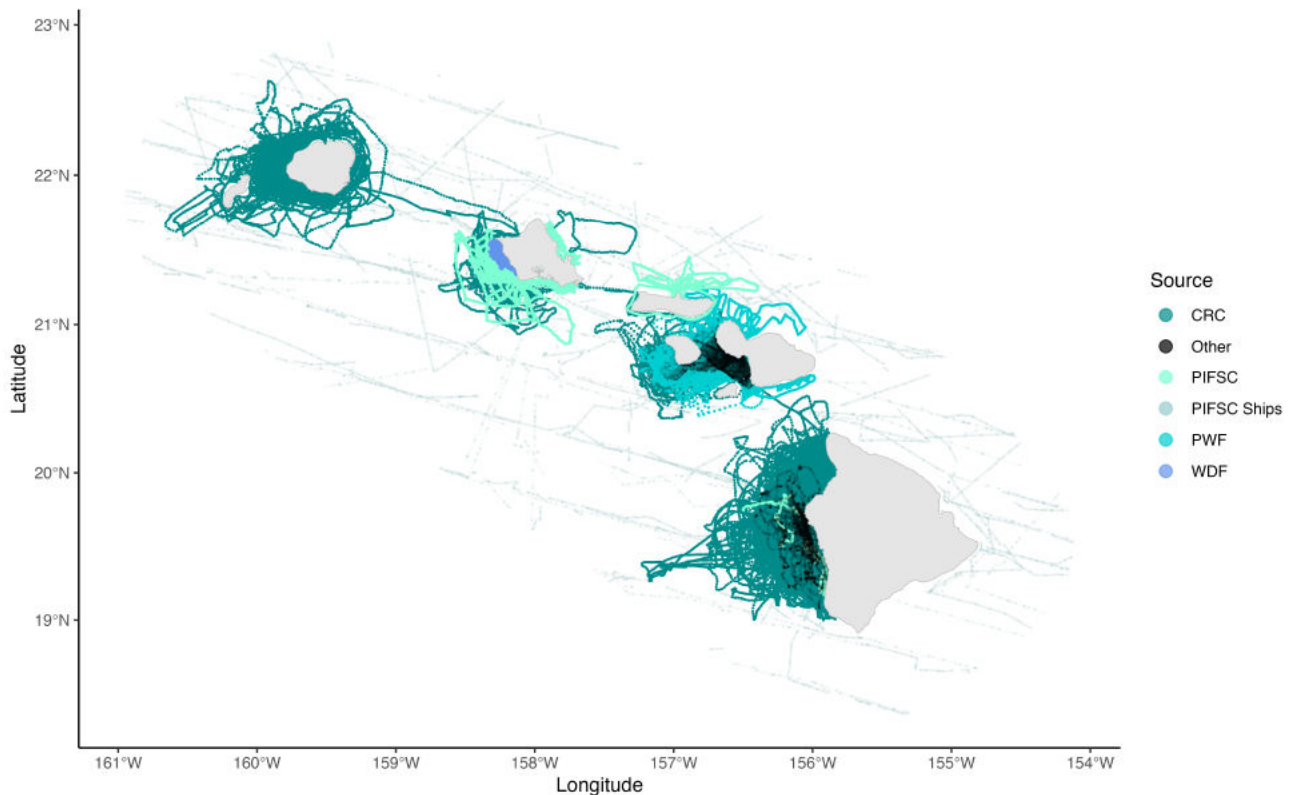 23°N
22°N
21°N
20°N
19°N
Latitude
161°W 160°W 159°W 158°W 157°W 156°W 155°W 154°W
Longitude
Source
CRC
Other
PIFSC
PIFSC Ships
PWF
WDF